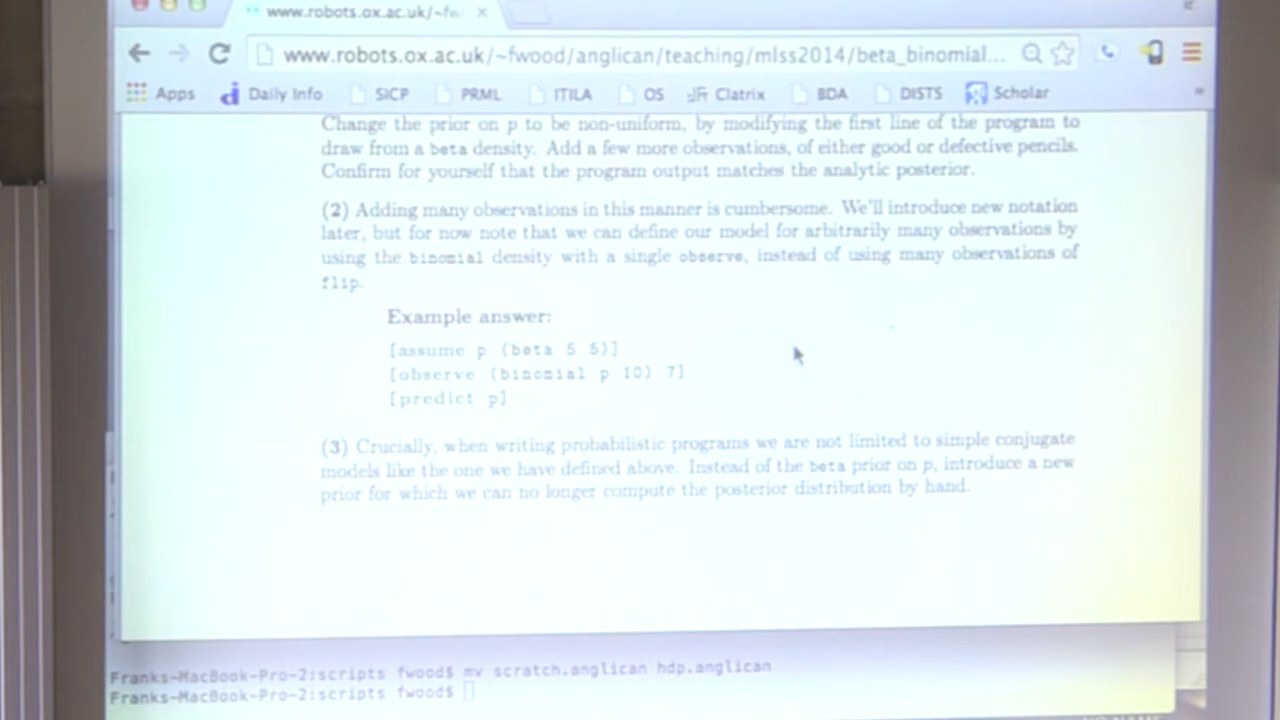 www.robots.ox.ac.uk/~fw
www.robots.ox.ac.uk/~fwood/anglican/teaching/mlss2014/beta_binomial...
Apps Daily Info SICP PRML ITILA OS Clatrix BDA DISTS Scholar
Change the prior on p to be non-uniform, by modifying the first line of the program to
draw from a beta density. Add a few more observations, of either good or defective pencils.
Confirm for yourself that the program output matches the analytic posterior.
(2) Adding many observations in this manner is cumbersome. We'll introduce new notation
later, but for now note that we can define our model for arbitrarily many observations by
using the binomial density with a single observe, instead of using many observations of
flip.
Example answer:
[assume p (beta 5 5)]
[observe (binomial p 10) 7]
[predict p]
(3) Crucially, when writing probabilistic programs we are not limited to simple conjugate
models like the one we have defined above. Instead of the beta prior on p, introduce a new
prior for which we can no longer compute the posterior distribution by hand.
Franks-MacBook-Pro-2:scripts fwood$ mv scratch.anglican hdp.anglican
Franks-MacBook-Pro-2:scripts fwood$